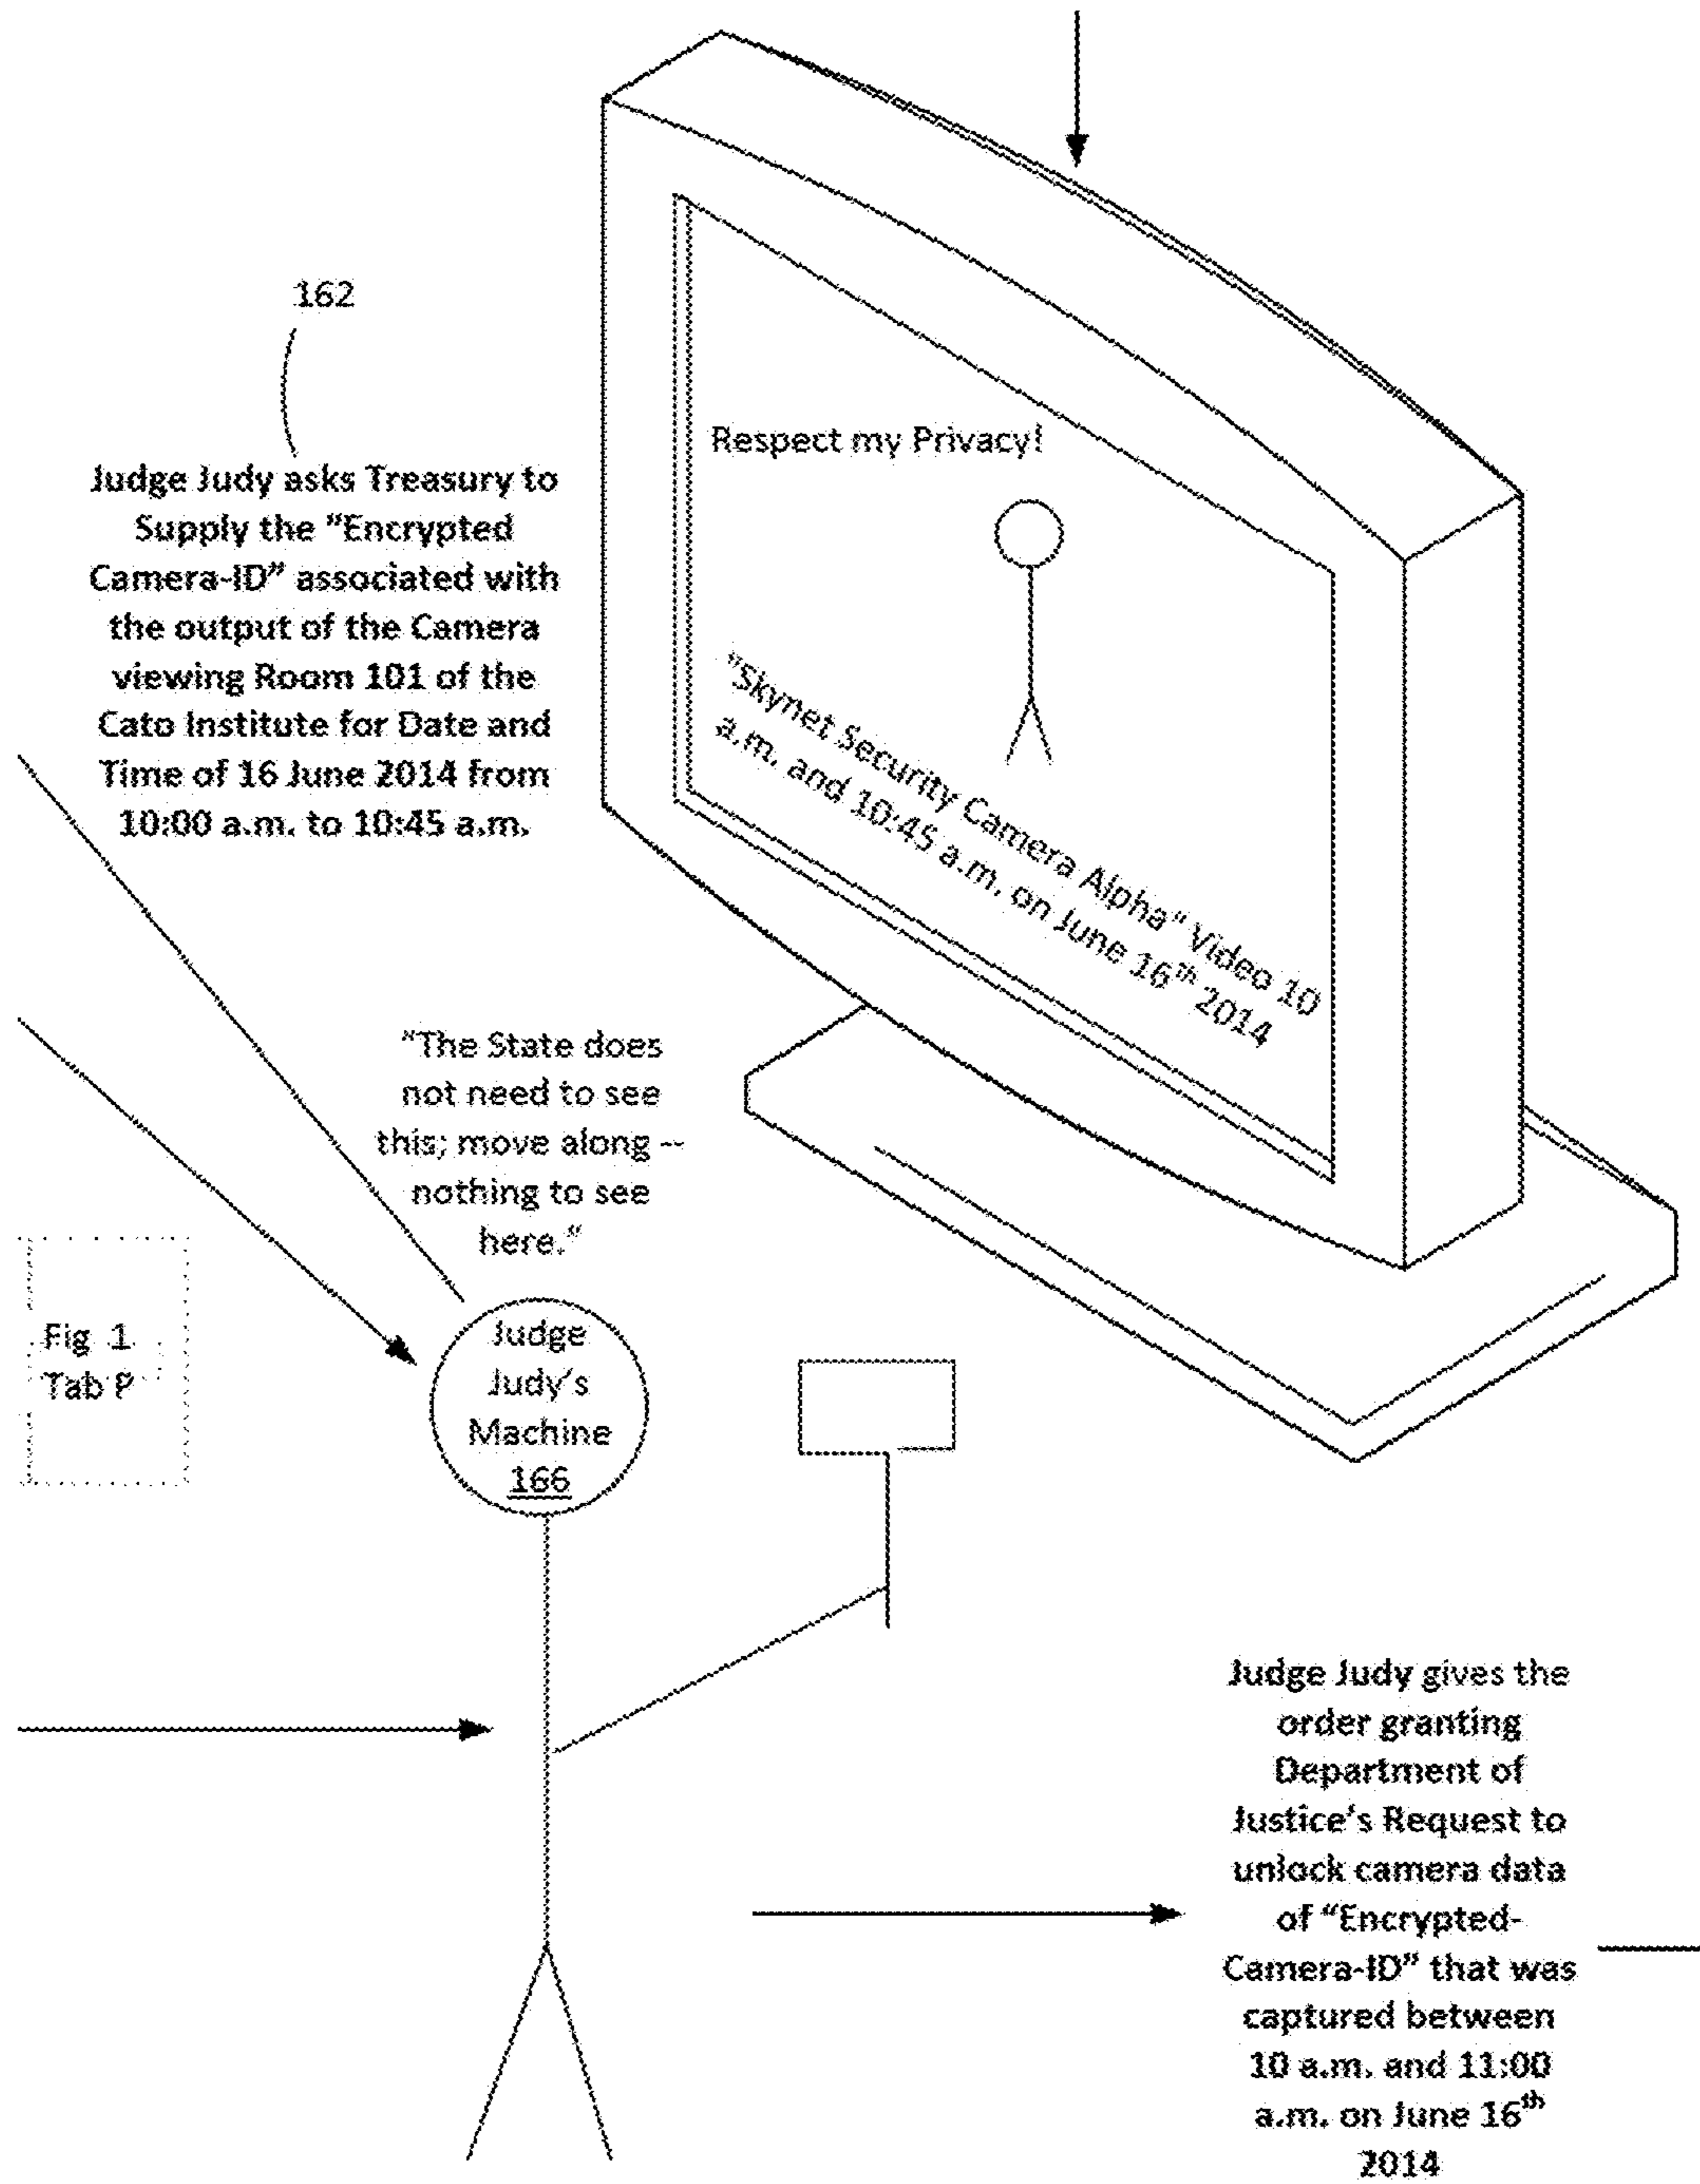 162
Judge Judy asks Treasury to
Supply the "Encrypted
Camera-ID" associated with
the output of the Camera
viewing Room 101 of the
Cato Institute for Date and
Time of 16 June 2014 from
10:00 a.m. to 10:45 a.m.
Respect my Privacy!
"Skynet Security Camera Alpha" Video 10
a.m. and 10:45 a.m. on June 16th 2014
"The State does
not need to see
this; move along --
nothing to see
here."
Fig 1
Tab P
Judge
Judy's
Machine
166
Judge Judy gives the
order granting
Department of
Justice's Request to
unlock camera data
of "Encrypted-
Camera-ID" that was
captured between
10 a.m. and 11:00
a.m. on June 16th
2014